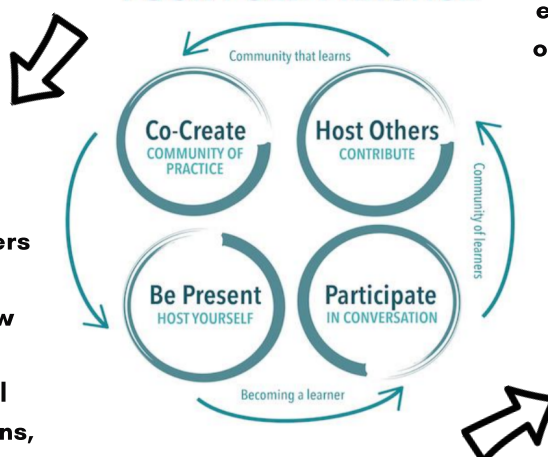 Community that learns
Co-Create
COMMUNITY OF
PRACTICE
Host Others
CONTRIBUTE
Community of learners
Be Present
HOST YOURSELF
Participate
IN CONVERSATION
Becoming a learner